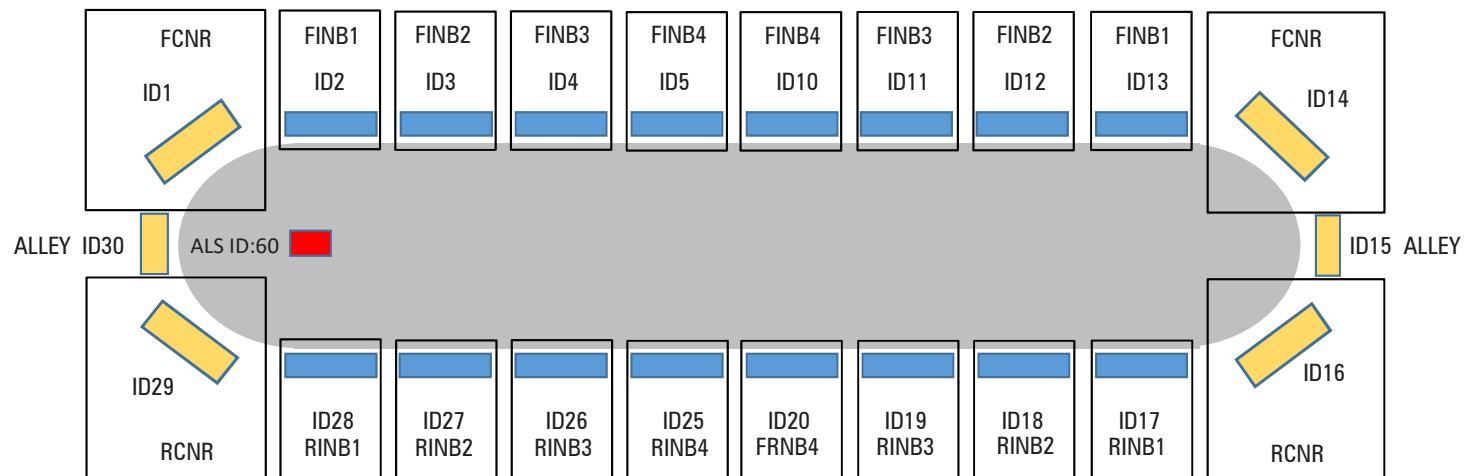 FCNR FINB1 FINB2 FINB3 FINB4 FINB4 FINB3 FINB2 FINB1 FCNR
ID1 ID2 ID3 ID4 ID5 ID10 ID11 ID12 ID13 ID14
ALLEY ID30 ALS ID:60 ID15 ALLEY
ID29 ID28 ID27 ID26 ID25 ID20 ID19 ID18 ID17 ID16
RCNR RINB1 RINB2 RINB3 RINB4 FRNB4 RINB3 RINB2 RINB1 RCNR